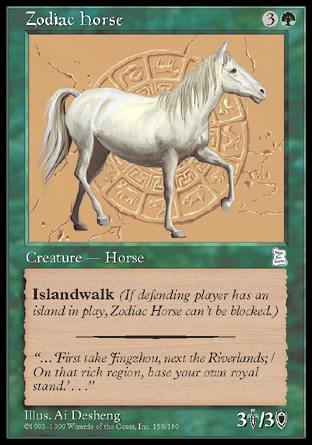 Zodiac Horse 3
Creature — Horse
Islandwalk (If defending player has an
island in play, Zodiac Horse can't be blocked.)
“. . . ‘First take Jingzhou, next the Riverlands; /
On that rich region, base your own royal
stand.’ . . .”
Illus. Ai Desheng
©1993-1999 Wizards of the Coast, Inc. 159/180
3/3